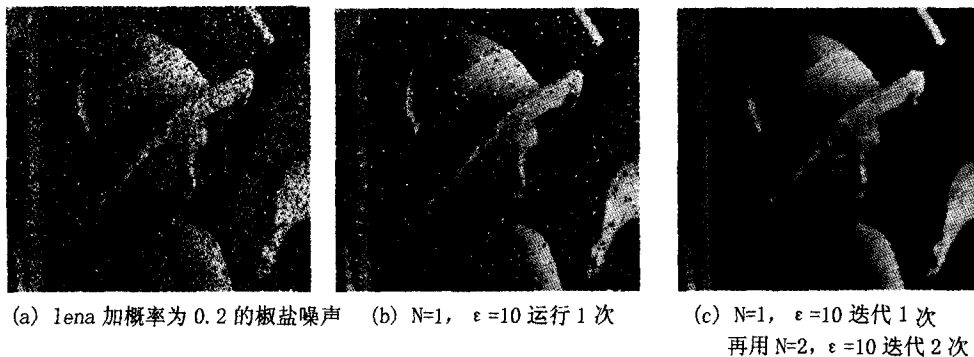 (a) lena 加概率为 0.2 的椒盐噪声
(b) N=1, ε=10 运行 1 次
(c) N=1, ε=10 迭代 1 次
再用 N=2, ε=10 迭代 2 次